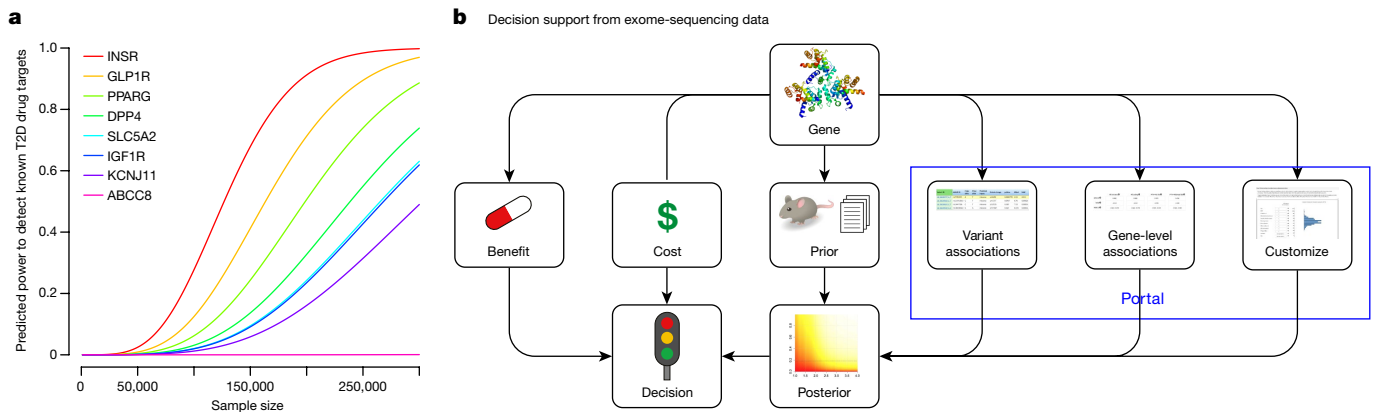 a
Predicted power to detect known T2D drug targets
1.0
0.8
0.6
0.4
0.2
0
INSR
GLP1R
PPARG
DPP4
SLC5A2
IGF1R
KCNJ11
ABCC8
0
50,000
150,000
250,000
Sample size
b
Decision support from exome-sequencing data
Gene
Benefit
$
Cost
Prior
Variant
associations
Gene-level
associations
Customize
Portal
Decision
Posterior